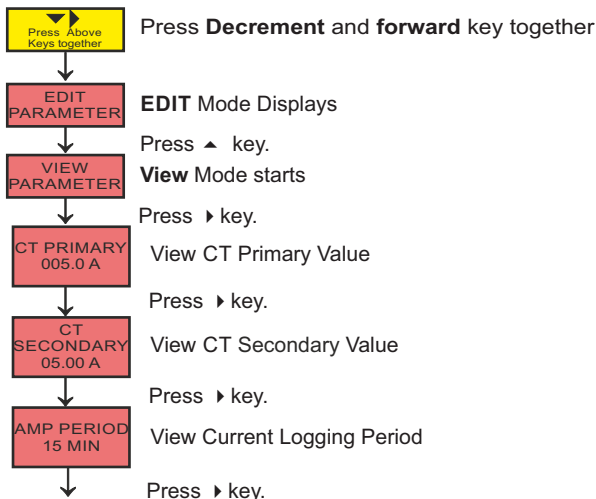 Press Above
Keys together
Press Decrement and forward key together
EDIT
PARAMETER
EDIT Mode Displays
Press ▲ key.
VIEW
PARAMETER
View Mode starts
Press ▶ key.
CT PRIMARY
005.0 A
View CT Primary Value
Press ▶ key.
CT
SECONDARY
05.00 A
View CT Secondary Value
Press ▶ key.
AMP PERIOD
15 MIN
View Current Logging Period
Press ▶ key.